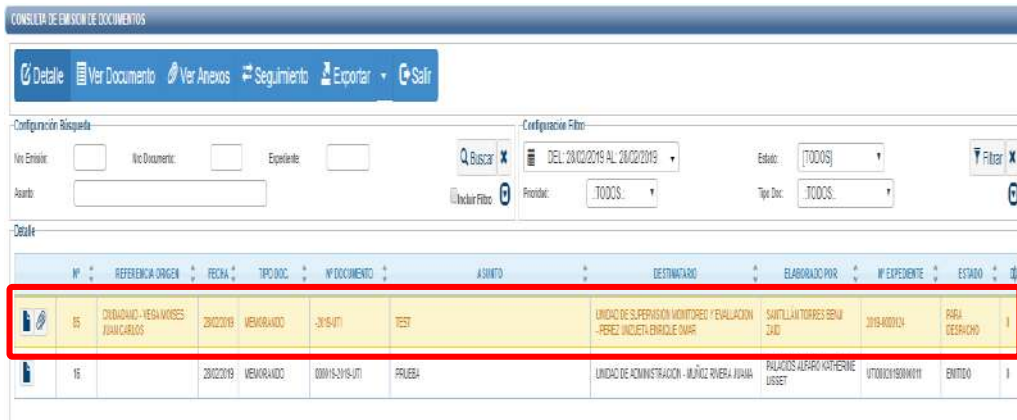 CONSULTA DE EMISION DE DOCUMENTOS
Detalle Ver Documento Ver Anexos Seguimiento Exportar Salir
Configuración Búsqueda
Configuración Filtro
Nro Emisión: Nro Documento: Expediente: Buscar
DEL: 28/02/2019 AL: 28/02/2019 Estado: [TODOS] Filtrar
Asunto: Incluir Filtro
Prioridad: .:TODOS:. Tipo Doc.: .:TODOS:.
Detalle
Nº REFERENCIA ORIGEN FECHA TIPO DOC. Nº DOCUMENTO ASUNTO DESTINATARIO ELABORADO POR Nº EXPEDIENTE ESTADO
85 CIUDADANO - VEGA MOISES JUAN CARLOS 28/02/2019 MEMORANDO -2019-UTI TEST UNIDAD DE SUPERVISIÓN MONITOREO Y EVALUACION - PEREZ UNZUETA ENRIQUE OMAR SANTILLÁN TORRES BENJI ZAID 2019-0000124 PARA DESPACHO 0
16 28/02/2019 MEMORANDO 000019-2019-UTI PRUEBA UNIDAD DE ADMINISTRACION - MUÑOZ RIVERA JUANA PALACIOS ALFARO KATHERINE LISSET EMITIDO